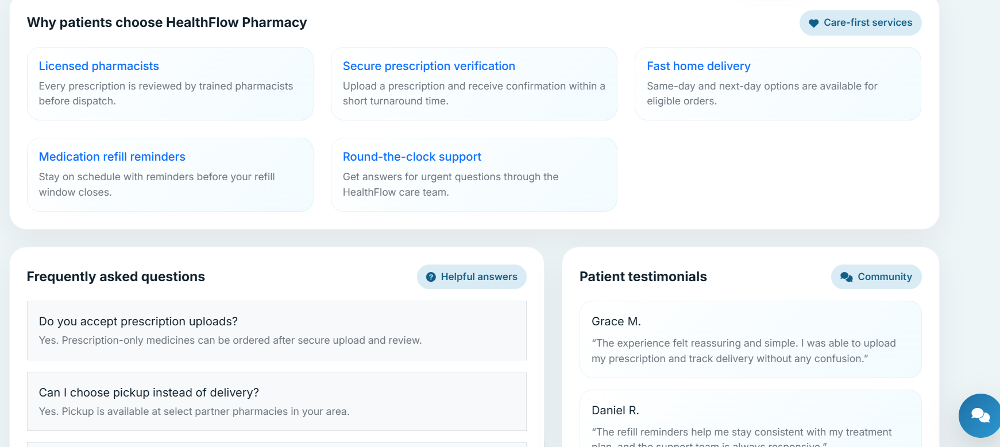 Why patients choose HealthFlow Pharmacy
Care-first services
Licensed pharmacists
Every prescription is reviewed by trained pharmacists
before dispatch.
Secure prescription verification
Upload a prescription and receive confirmation within a
short turnaround time.
Fast home delivery
Same-day and next-day options are available for
eligible orders.
Medication refill reminders
Stay on schedule with reminders before your refill
window closes.
Round-the-clock support
Get answers for urgent questions through the
HealthFlow care team.
Frequently asked questions
Helpful answers
Do you accept prescription uploads?
Yes. Prescription-only medicines can be ordered after secure upload and review.
Can I choose pickup instead of delivery?
Yes. Pickup is available at select partner pharmacies in your area.
Patient testimonials
Community
Grace M.
“The experience felt reassuring and simple. I was able to upload
my prescription and track delivery without any confusion.”
Daniel R.
“The refill reminders help me stay consistent with my treatment
plan, and the support team is always responsive.”